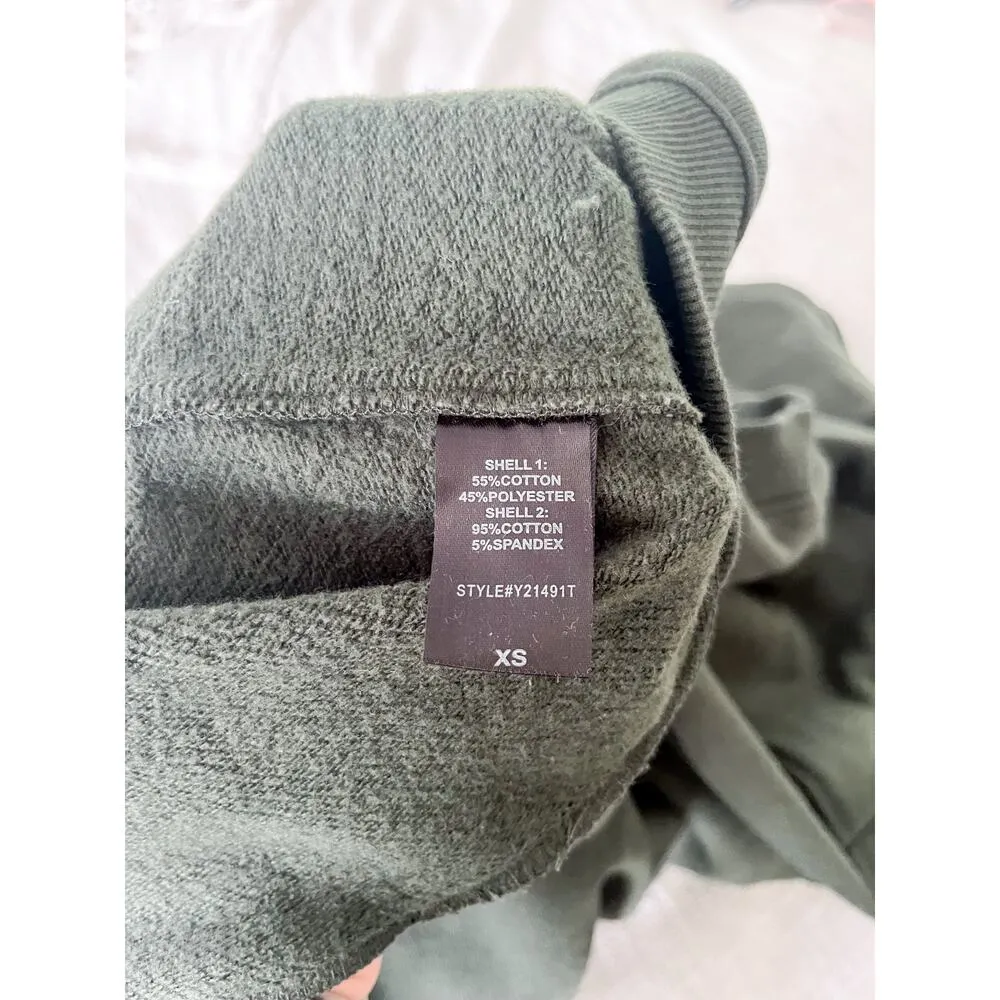 SHELL 1:
55%COTTON
45%POLYESTER
SHELL 2:
95%COTTON
5%SPANDEX
STYLE#Y21491T
XS